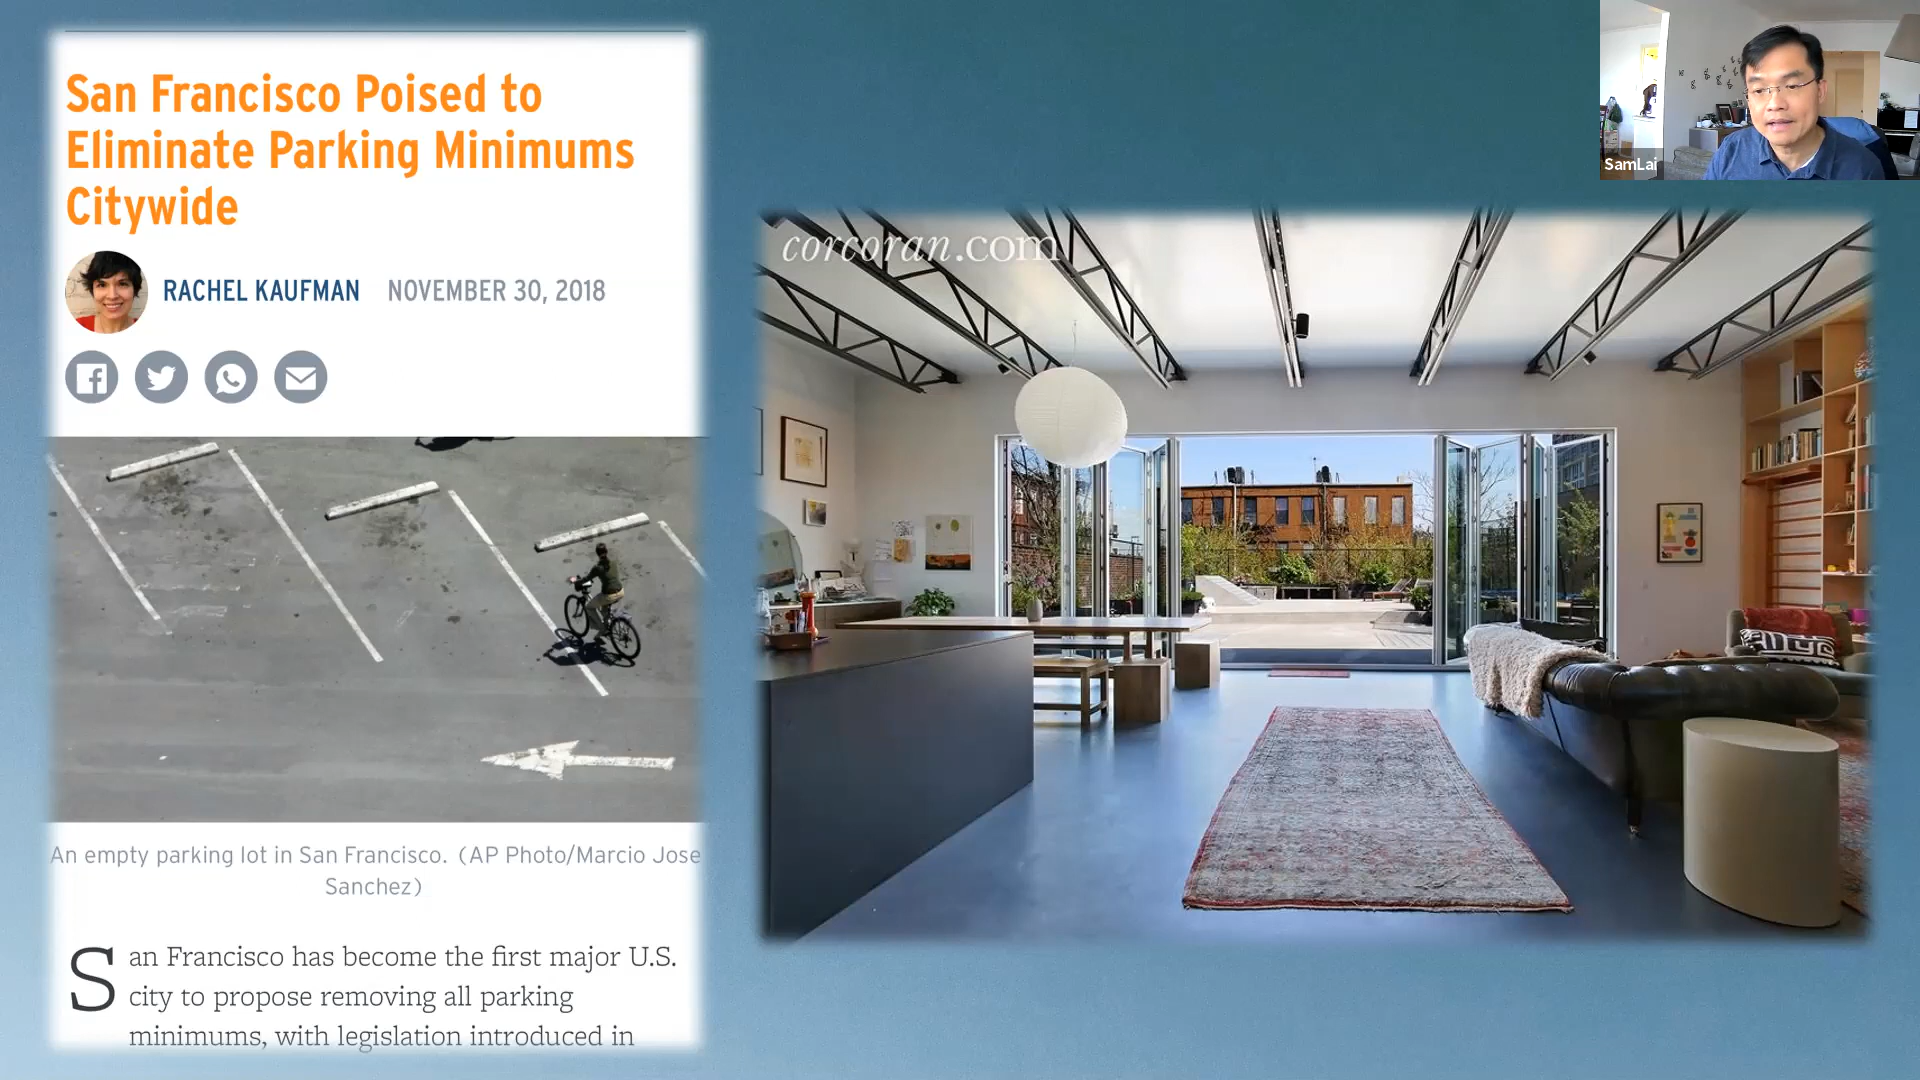 San Francisco Poised to
Eliminate Parking Minimums
Citywide
RACHEL KAUFMAN NOVEMBER 30, 2018
An empty parking lot in San Francisco. (AP Photo/Marcio Jose
Sanchez)
San Francisco has become the first major U.S.
city to propose removing all parking
minimums, with legislation introduced in
corcoran.com
SamLai